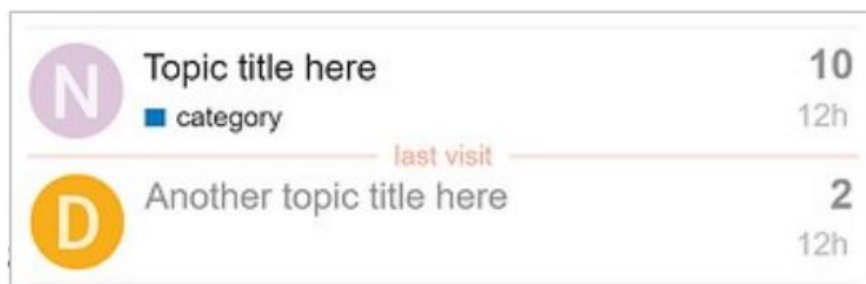 N Topic title here 10
category 12h
last visit
D Another topic title here 2
12h